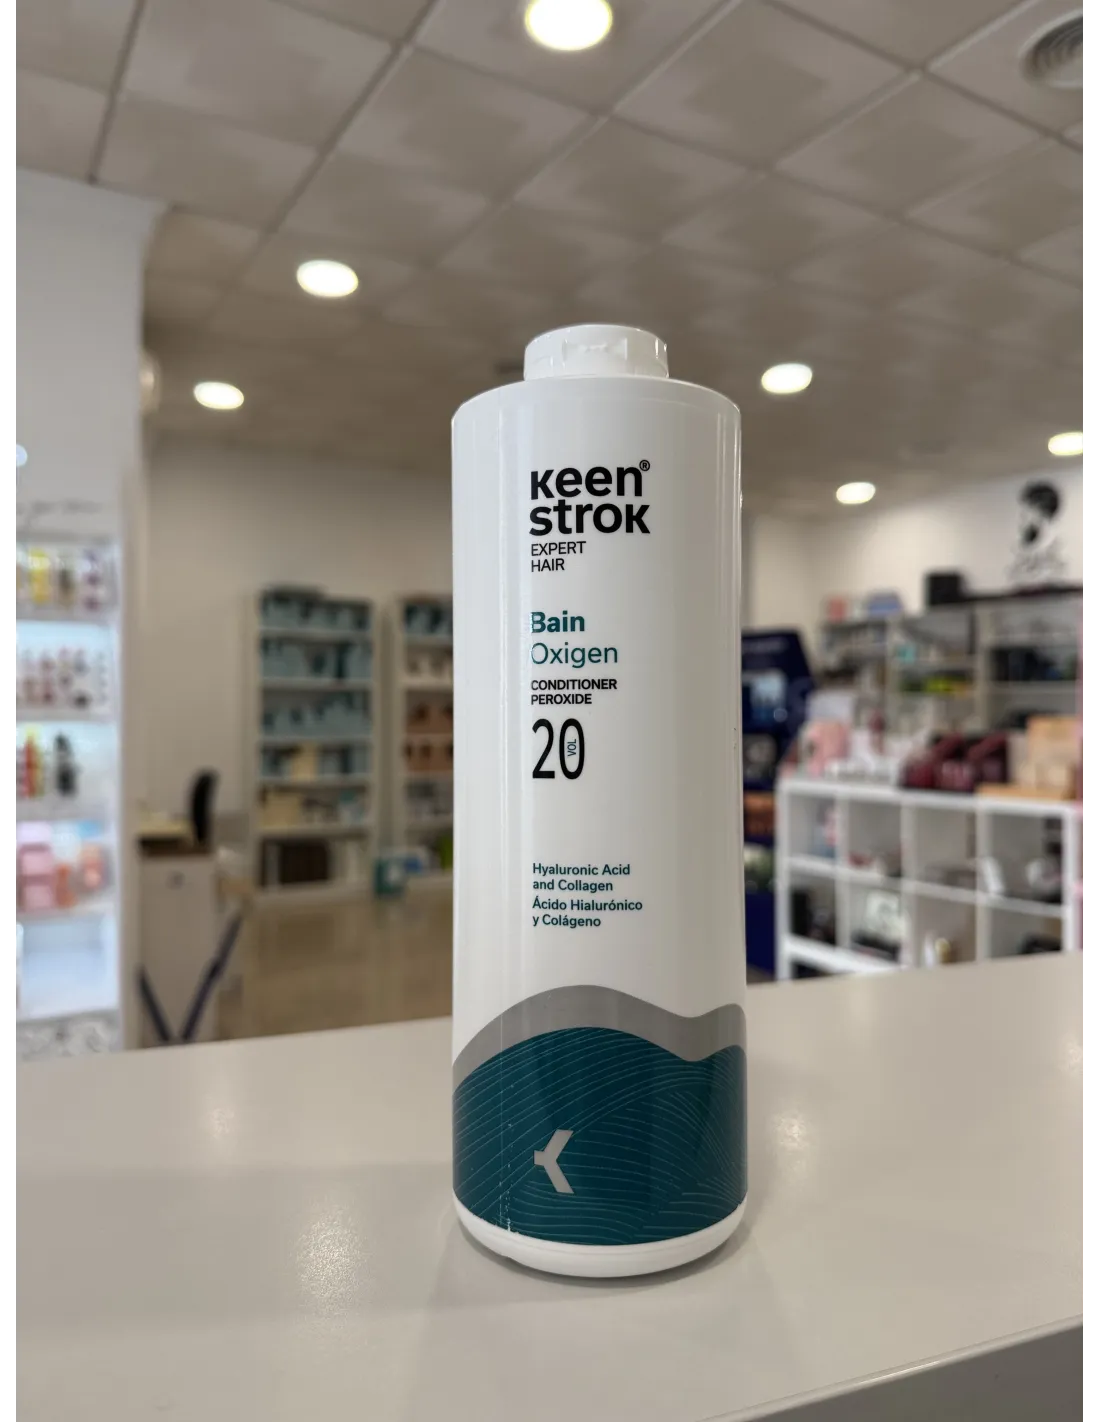 Keen®
strok
EXPERT
HAIR
Bain
Oxigen
CONDITIONER
PEROXIDE
20 VOL
Hyaluronic Acid
and Collagen
Ácido Hialurónico
y Colágeno